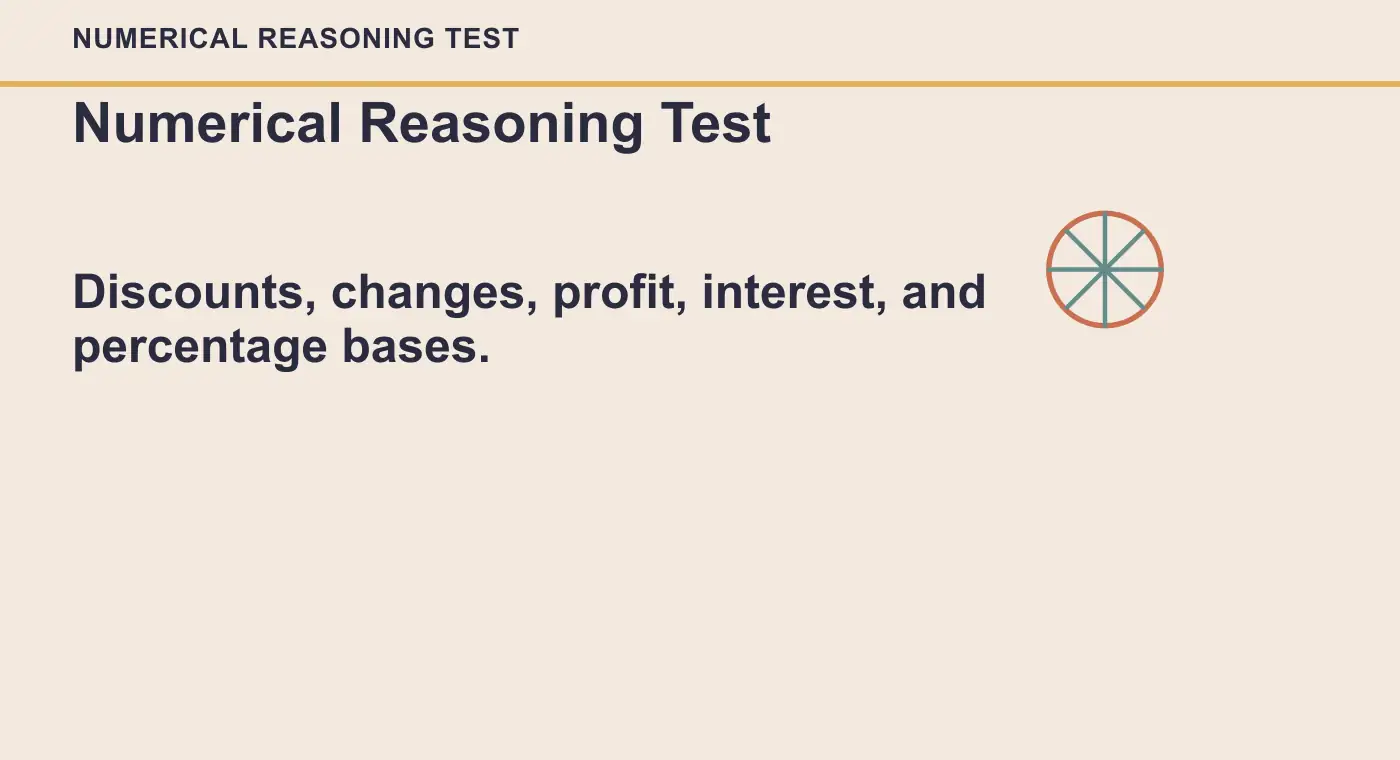 NUMERICAL REASONING TEST
Numerical Reasoning Test
Discounts, changes, profit, interest, and
percentage bases.